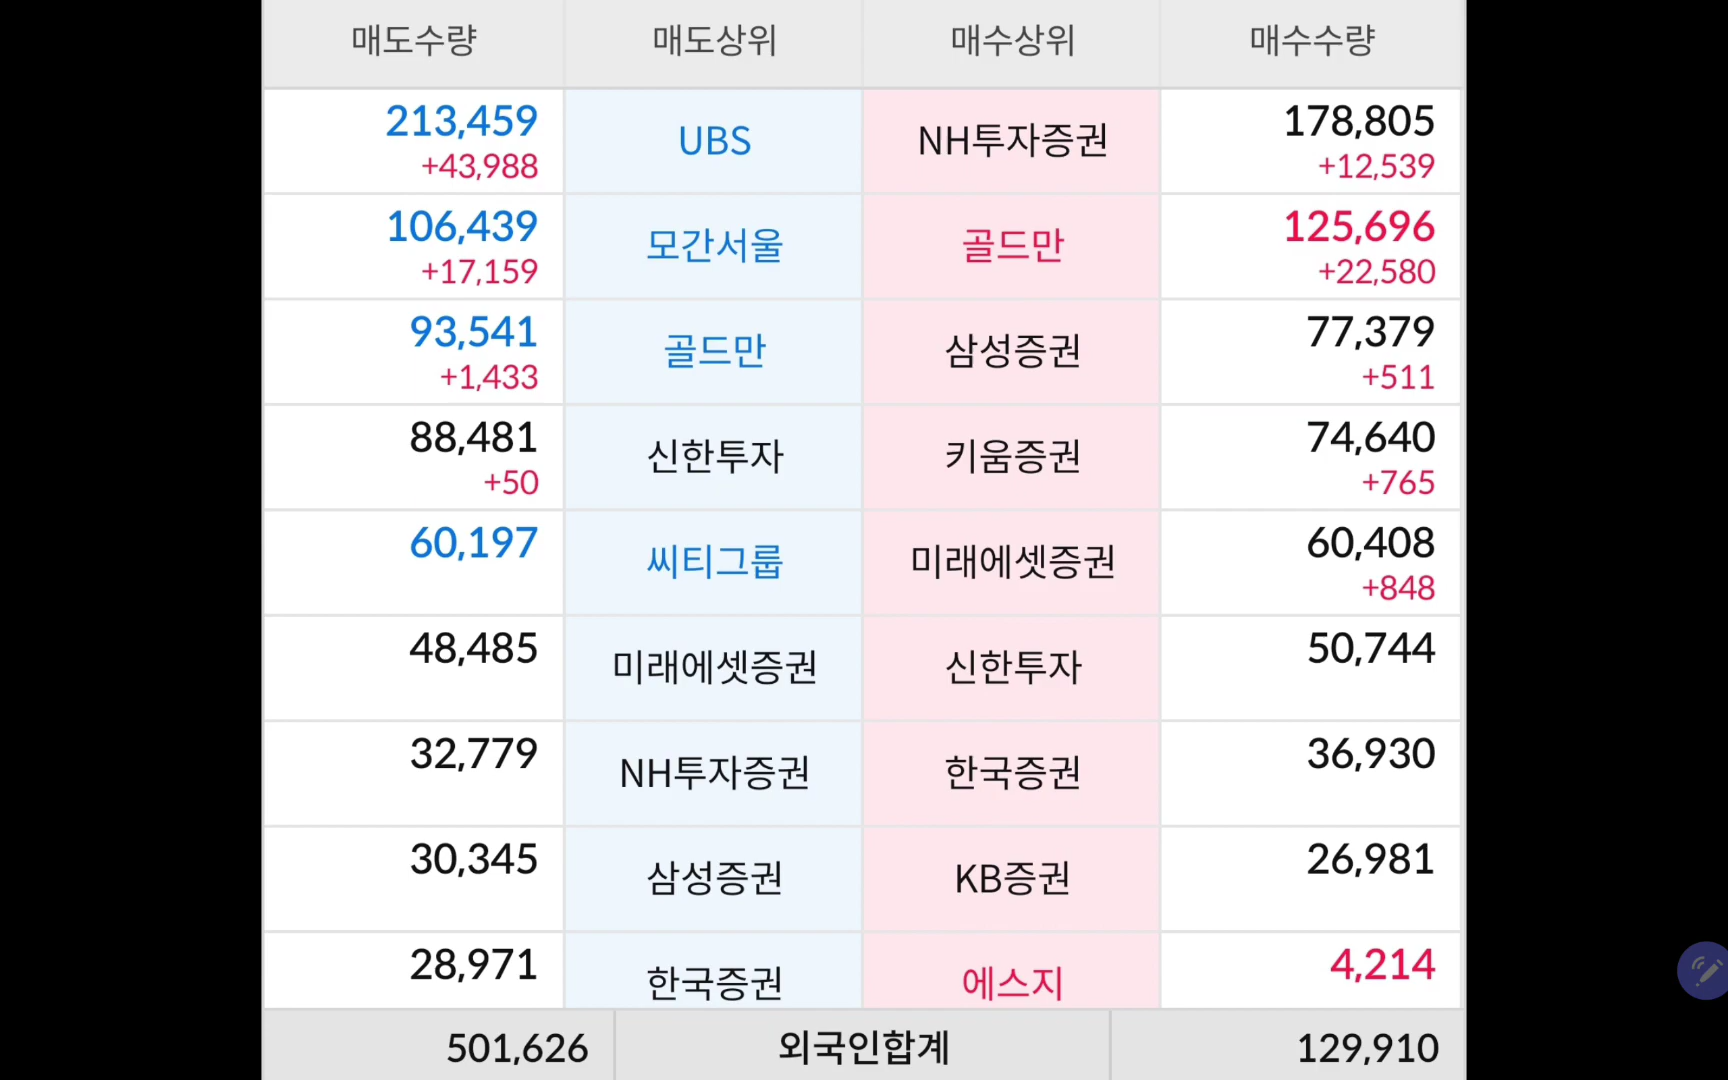 매도수량 매도상위 매수상위 매수수량
213,459 UBS NH투자증권 178,805
+43,988 +12,539
106,439 모간서울 골드만 125,696
+17,159 +22,580
93,541 골드만 삼성증권 77,379
+1,433 +511
88,481 신한투자 키움증권 74,640
+50 +765
60,197 씨티그룹 미래에셋증권 60,408
+848
48,485 미래에셋증권 신한투자 50,744
32,779 NH투자증권 한국증권 36,930
30,345 삼성증권 KB증권 26,981
28,971 한국증권 에스지 4,214
501,626 외국인합계 129,910